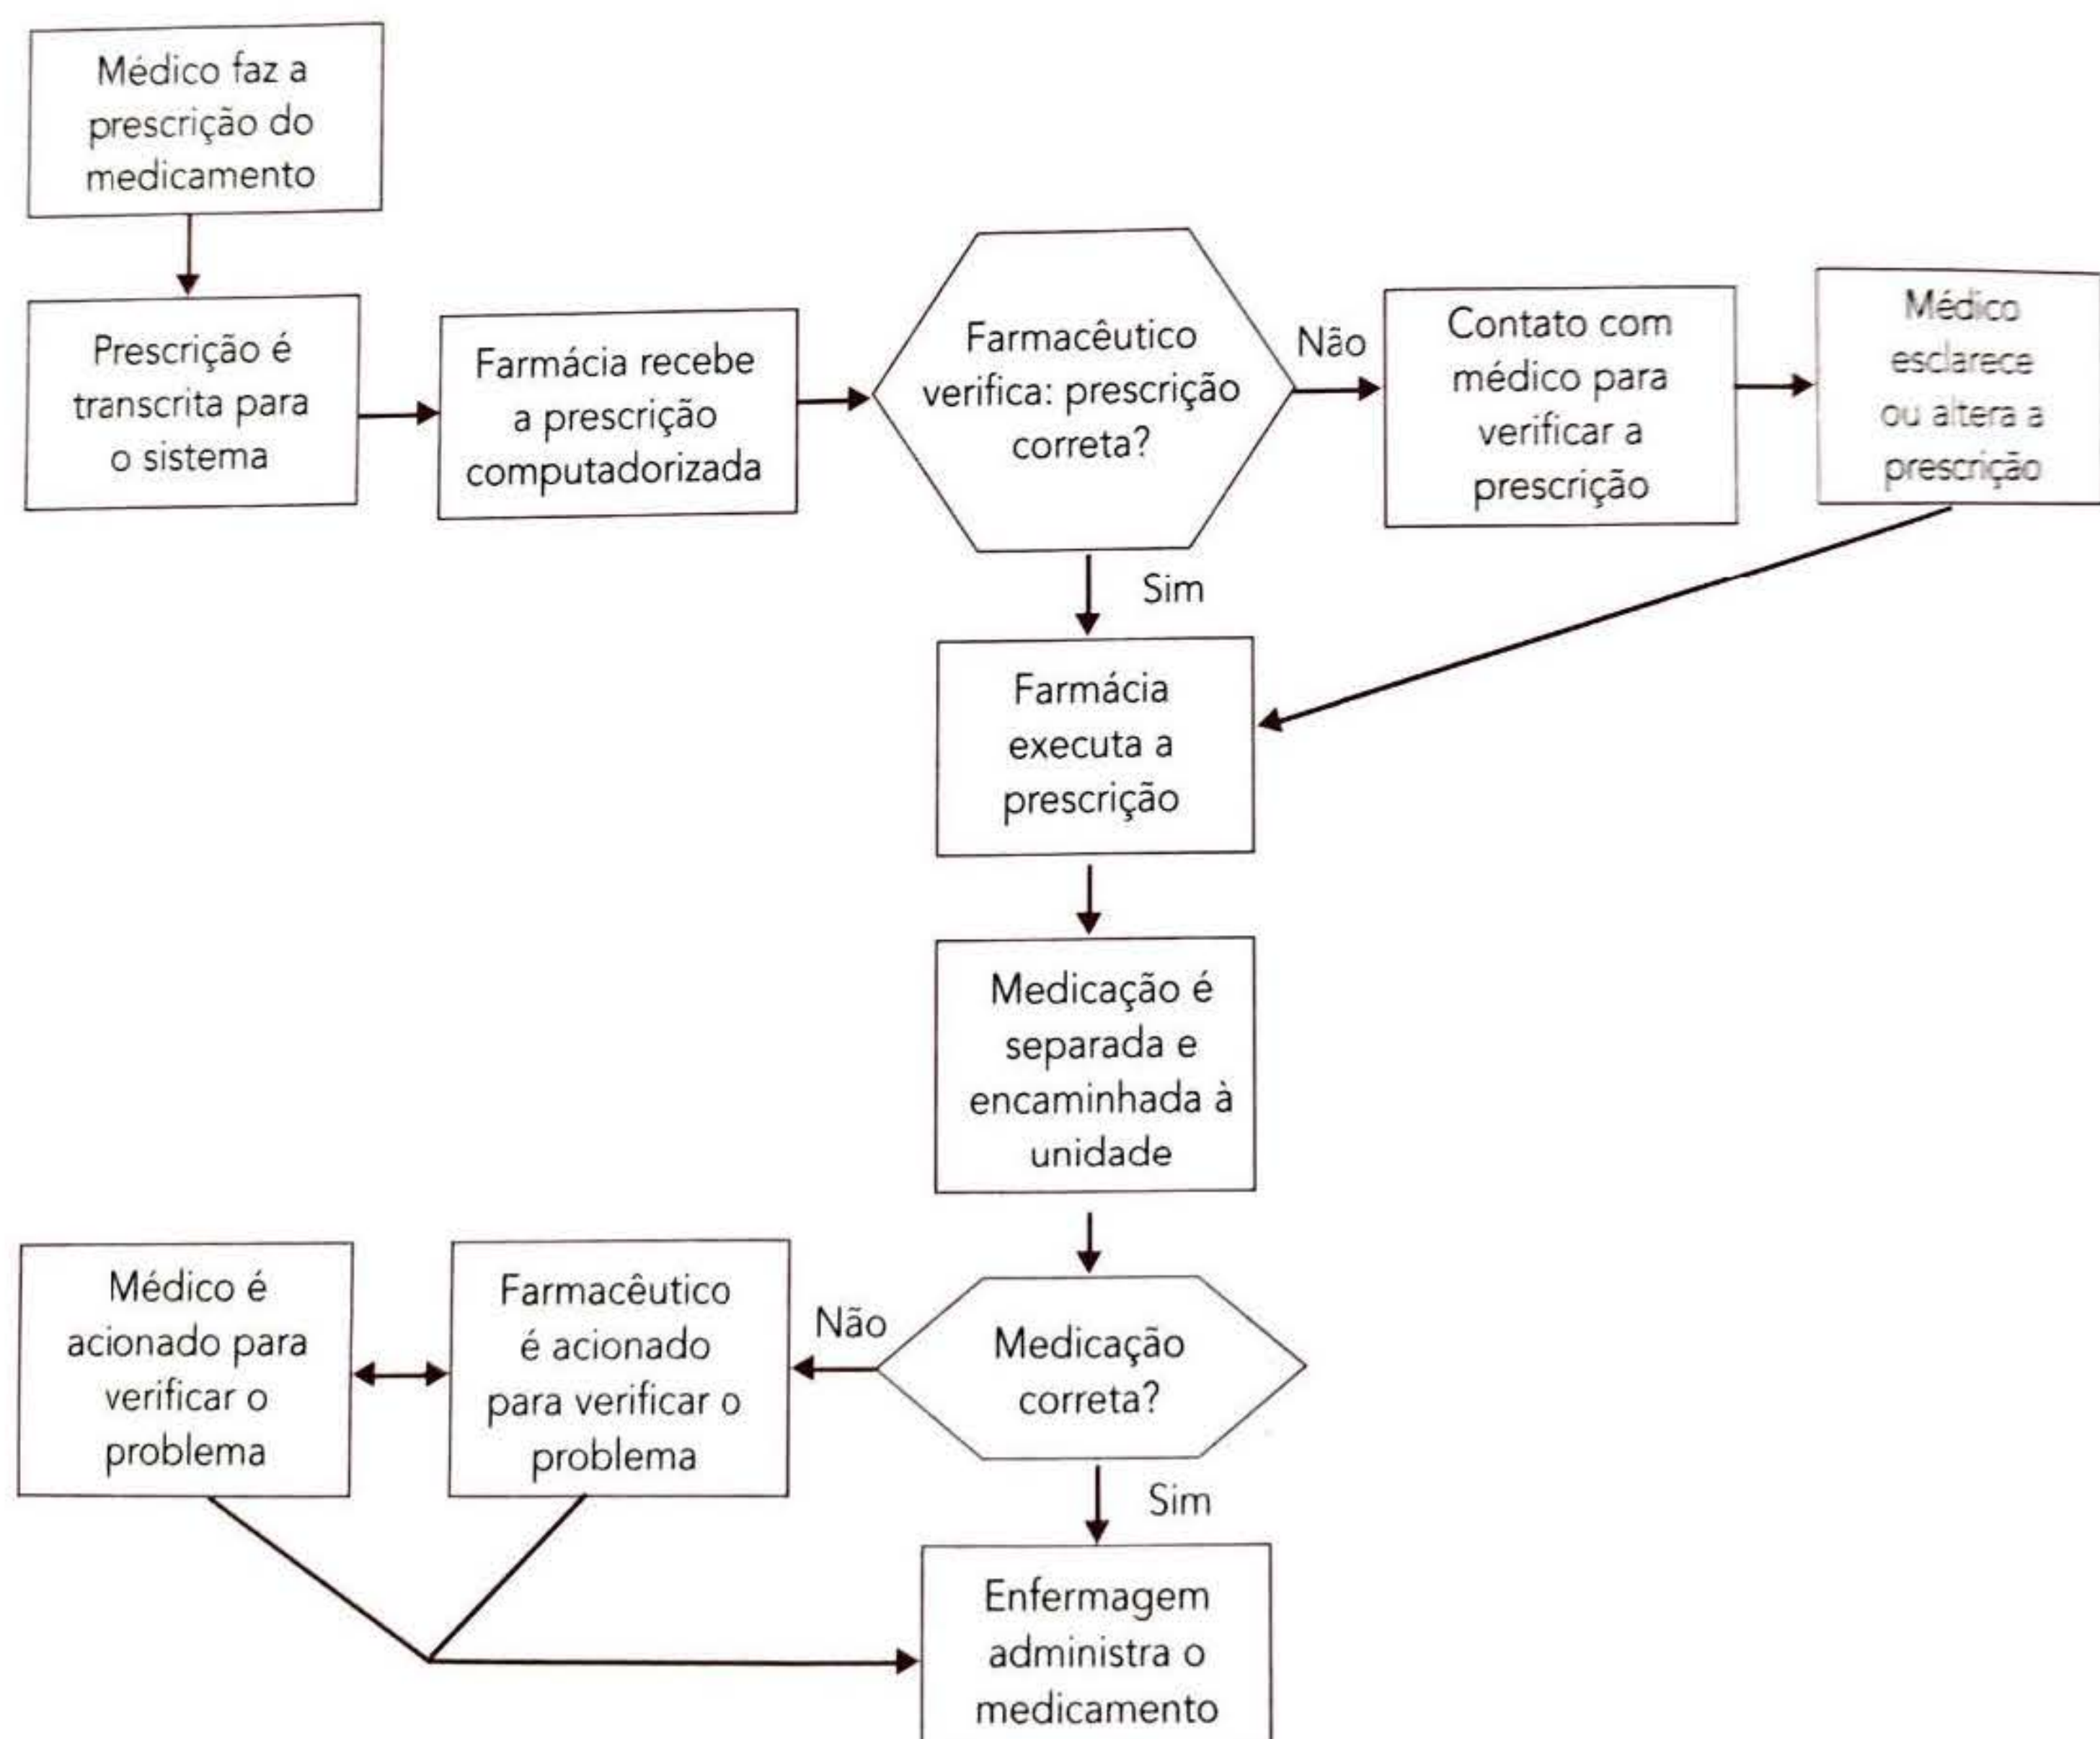 Médico faz a
prescrição do
medicamento
Prescrição é
transcrita para
o sistema
Farmácia recebe
a prescrição
computadorizada
Farmacêutico
verifica: prescrição
correta?
Não
Contato com
médico para
verificar a
prescrição
Médico
esclarece
ou altera a
prescrição
Sim
Farmácia
executa a
prescrição
Medicação é
separada e
encaminhada à
unidade
Medicação
correta?
Não
Farmacêutico
é acionado
para verificar o
problema
Médico é
acionado para
verificar o
problema
Sim
Enfermagem
administra o
medicamento